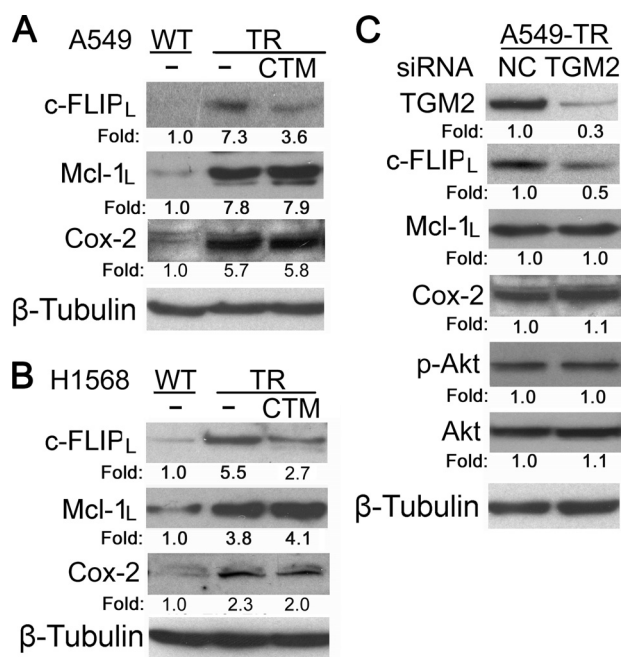 A A549 WT TR
– – CTM
c-FLIPL
Fold: 1.0 7.3 3.6
Mcl-1L
Fold: 1.0 7.8 7.9
Cox-2
Fold: 1.0 5.7 5.8
β-Tubulin
B H1568 WT TR
– – CTM
c-FLIPL
Fold: 1.0 5.5 2.7
Mcl-1L
Fold: 1.0 3.8 4.1
Cox-2
Fold: 1.0 2.3 2.0
β-Tubulin
C A549-TR
siRNA NC TGM2
TGM2
Fold: 1.0 0.3
c-FLIPL
Fold: 1.0 0.5
Mcl-1L
Fold: 1.0 1.0
Cox-2
Fold: 1.0 1.1
p-Akt
Fold: 1.0 1.0
Akt
Fold: 1.0 1.1
β-Tubulin